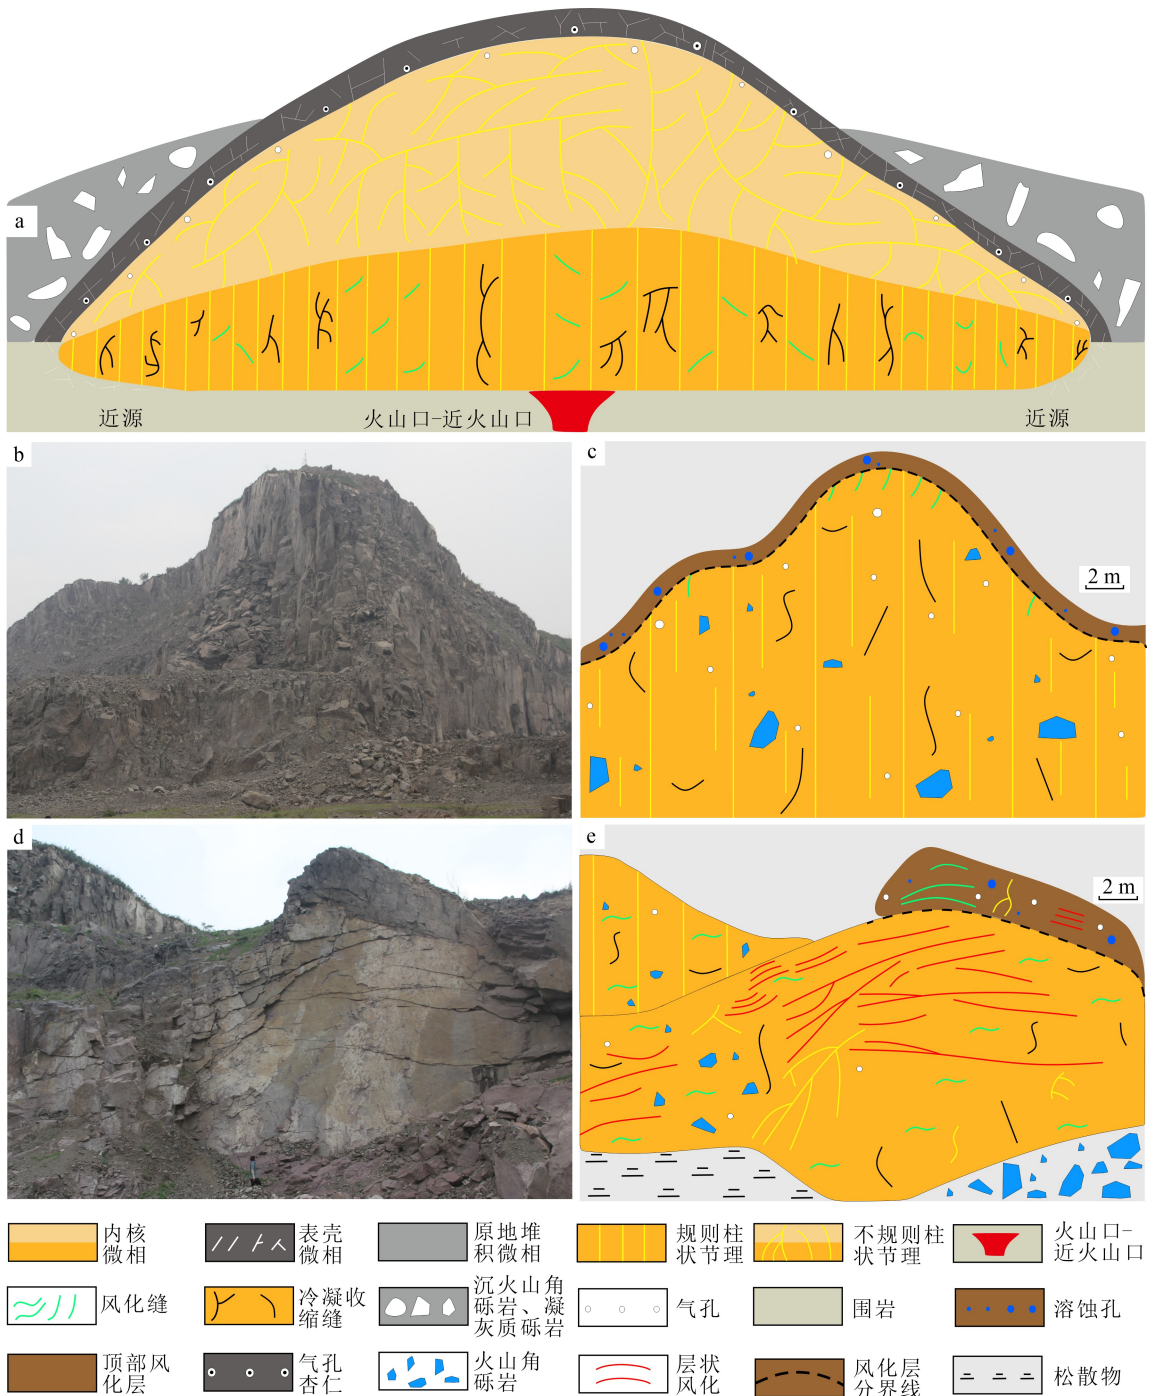 a
近源
火山口-近火山口
近源
b
c
2 m
d
e
2 m
内核
微相
表壳
微相
原地堆
积微相
规则柱
状节理
不规则柱
状节理
火山口-
近火山口
风化缝
冷凝收
缩缝
沉火山角
砾岩、凝
灰质砾岩
气孔
围岩
溶蚀孔
顶部风
化层
气孔
杏仁
火山角
砾岩
层状
风化
风化层
分界线
松散物